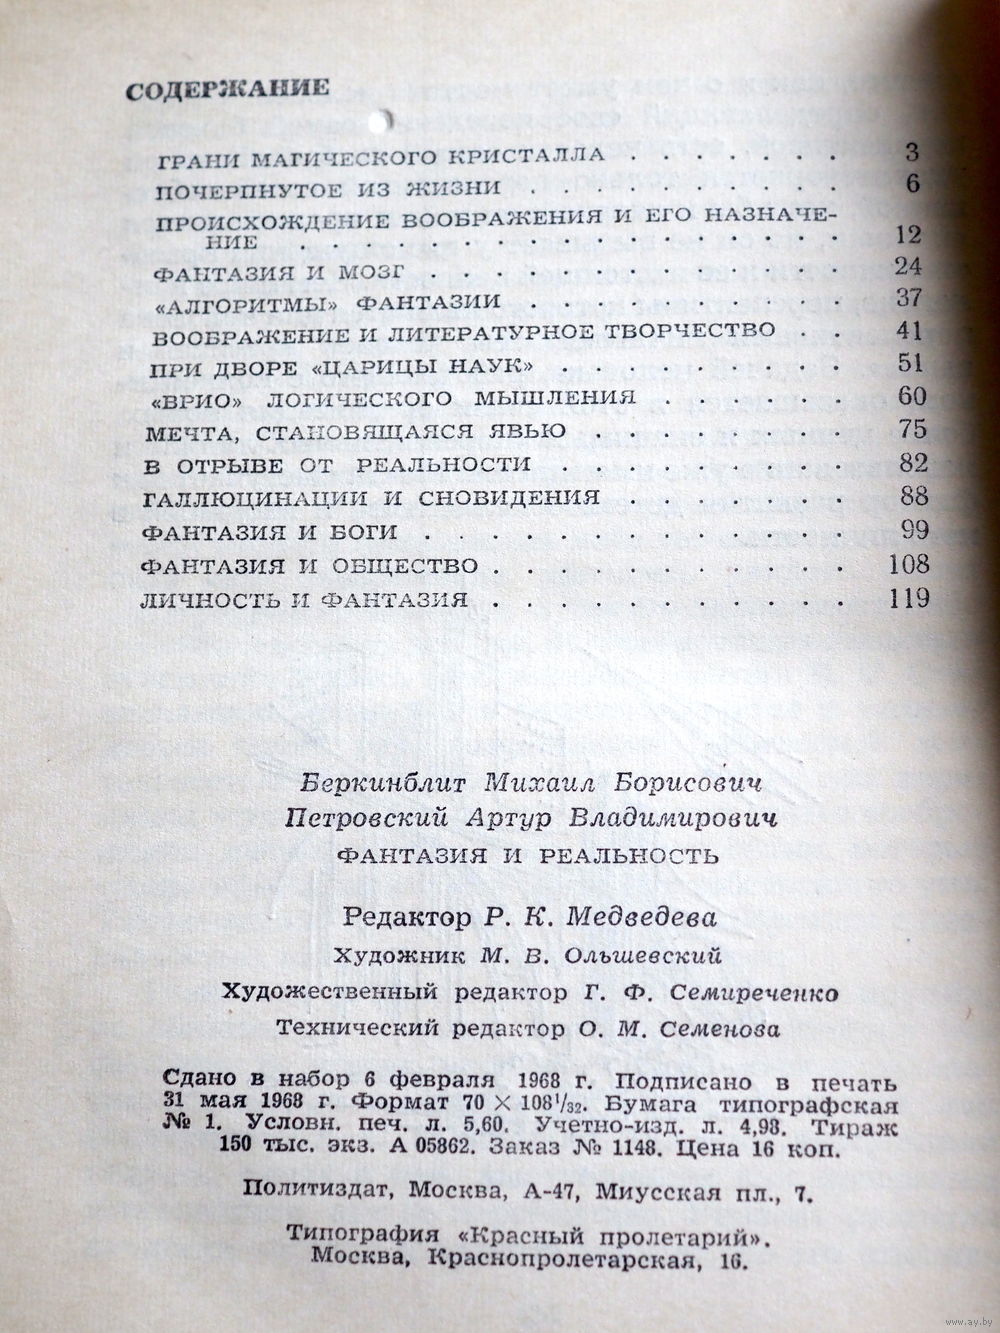 СОДЕРЖАНИЕ
ГРАНИ МАГИЧЕСКОГО КРИСТАЛЛА . . . . . . . 3
ПОЧЕРПНУТОЕ ИЗ ЖИЗНИ . . . . . . . . . . 6
ПРОИСХОЖДЕНИЕ ВООБРАЖЕНИЯ И ЕГО НАЗНАЧЕ-
НИЕ . . . . . . . . . . . . . . . 12
ФАНТАЗИЯ И МОЗГ . . . . . . . . . . . . 24
«АЛГОРИТМЫ» ФАНТАЗИИ . . . . . . . . . . 37
ВООБРАЖЕНИЕ И ЛИТЕРАТУРНОЕ ТВОРЧЕСТВО . . 41
ПРИ ДВОРЕ «ЦАРИЦЫ НАУК» . . . . . . . . . 51
«ВРИО» ЛОГИЧЕСКОГО МЫШЛЕНИЯ . . . . . . 60
МЕЧТА, СТАНОВЯЩАЯСЯ ЯВЬЮ . . . . . . . . 75
В ОТРЫВЕ ОТ РЕАЛЬНОСТИ . . . . . . . . . 82
ГАЛЛЮЦИНАЦИИ И СНОВИДЕНИЯ . . . . . . . 88
ФАНТАЗИЯ И БОГИ . . . . . . . . . . . . 99
ФАНТАЗИЯ И ОБЩЕСТВО . . . . . . . . . . . 108
ЛИЧНОСТЬ И ФАНТАЗИЯ . . . . . . . . . . . 119
Беркинблит Михаил Борисович
Петровский Артур Владимирович
ФАНТАЗИЯ И РЕАЛЬНОСТЬ
Редактор Р. К. Медведева
Художник М. В. Ольшевский
Художественный редактор Г. Ф. Семиреченко
Технический редактор О. М. Семенова
Сдано в набор 6 февраля 1968 г. Подписано в печать
31 мая 1968 г. Формат 70 × 108¹/₃₂. Бумага типографская
№ 1. Условн. печ. л. 5,60. Учетно-изд. л. 4,98. Тираж
150 тыс. экз. А 05862. Заказ № 1148. Цена 16 коп.
Политиздат, Москва, А-47, Миусская пл., 7.
Типография «Красный пролетарий».
Москва, Краснопролетарская, 16.
www.ay.by